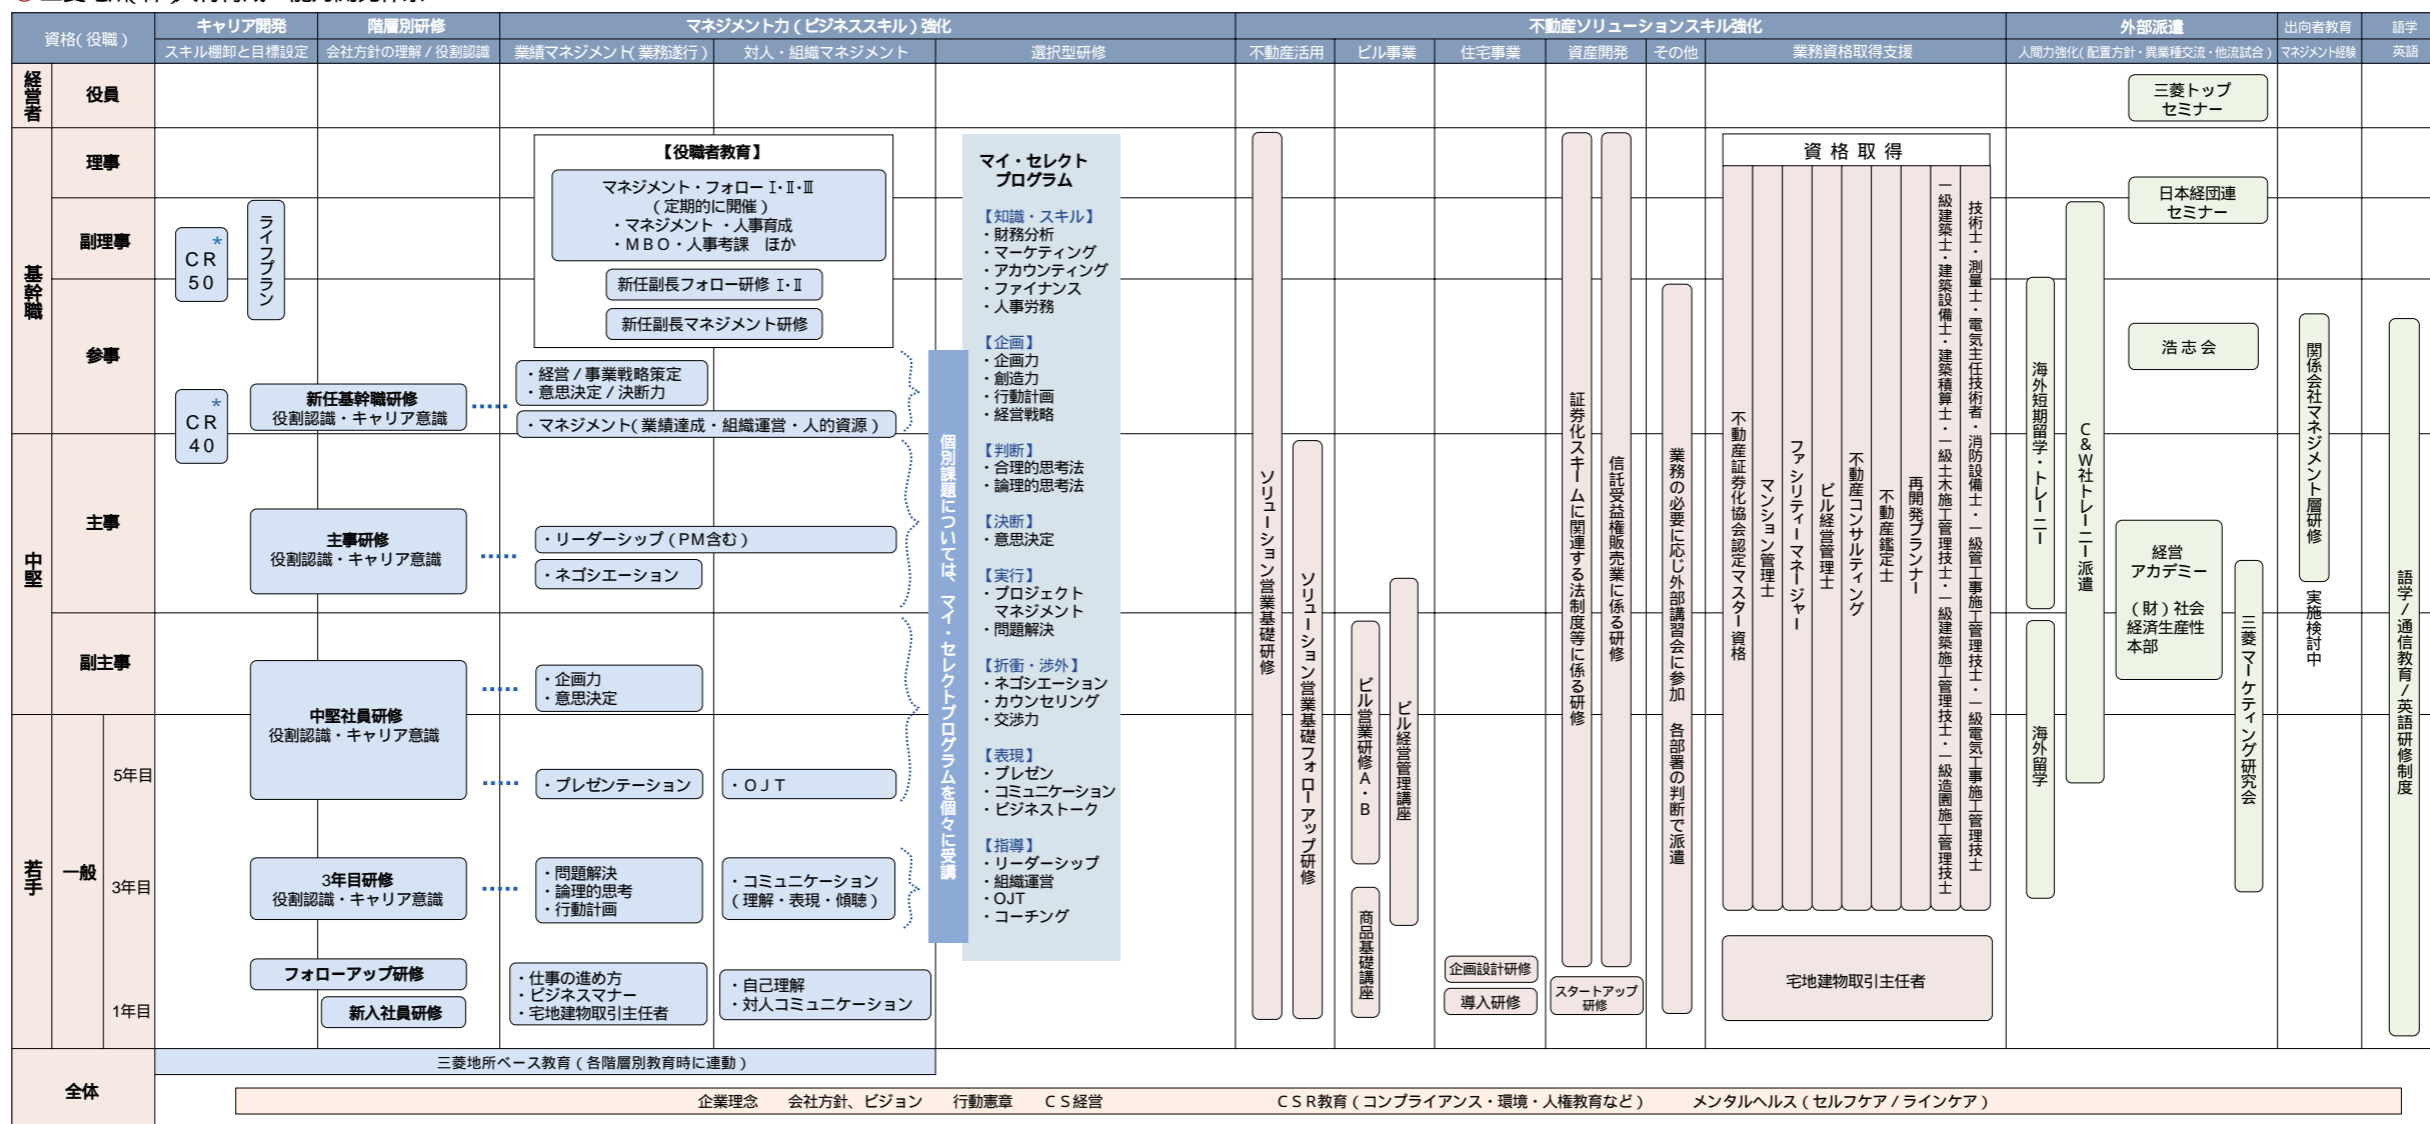 資格(役職)
キャリア開発
階層別研修
マネジメント力(ビジネススキル)強化
不動産ソリューションスキル強化
外部派遣
出向者教育
語学
スキル棚卸と目標設定
会社方針の理解/役割認識
業績マネジメント(業務遂行)
対人・組織マネジメント
選択型研修
不動産活用
ビル事業
住宅事業
資産開発
その他
業務資格取得支援
人間力強化(配置方針・異業種交流・他流試合)
マネジメント経験
英語
経営者
役員
基幹職
理事
副理事
参事
中堅
主事
副主事
若手
一般
5年目
3年目
1年目
全体
*
CR
50
ライフプラン
*
CR
40
新任基幹職研修
役割認識・キャリア意識
主事研修
役割認識・キャリア意識
中堅社員研修
役割認識・キャリア意識
3年目研修
役割認識・キャリア意識
フォローアップ研修
新入社員研修
【役職者教育】
マネジメント・フォロー Ⅰ・Ⅱ・Ⅲ
(定期的に開催)
・マネジメント ・人事育成
・MBO・人事考課 ほか
新任副長フォロー研修 Ⅰ・Ⅱ
新任副長マネジメント研修
・経営/事業戦略策定
・意思決定/決断力
・マネジメント(業績達成・組織運営・人的資源)
・リーダーシップ(PM含む)
・ネゴシエーション
・企画力
・意思決定
・プレゼンテーション
・OJT
・問題解決
・論理的思考
・行動計画
・コミュニケーション
(理解・表現・傾聴)
・仕事の進め方
・ビジネスマナー
・宅地建物取引主任者
・自己理解
・対人コミュニケーション
個別課題については、マイ・セレクトプログラムを個々に受講
マイ・セレクト
プログラム
【知識・スキル】
・財務分析
・マーケティング
・アカウンティング
・ファイナンス
・人事労務
【企画】
・企画力
・創造力
・行動計画
・経営戦略
【判断】
・合理的思考法
・論理的思考法
【決断】
・意思決定
【実行】
・プロジェクト
マネジメント
・問題解決
【折衝・渉外】
・ネゴシエーション
・カウンセリング
・交渉力
【表現】
・プレゼン
・コミュニケーション
・ビジネストーク
【指導】
・リーダーシップ
・組織運営
・OJT
・コーチング
ソリューション営業基礎研修
ソリューション営業基礎フォローアップ研修
ビル営業研修A・B
商品基礎講座
ビル経営管理講座
企画設計研修
導入研修
証券化スキームに関連する法制度等に係る研修
信託受益権販売業に係る研修
スタートアップ
研修
業務の必要に応じ外部講習会に参加 各部署の判断で派遣
資格取得
不動産証券化協会認定マスター資格
マンション管理士
ファシリティーマネージャー
ビル経営管理士
不動産コンサルティング
不動産鑑定士
再開発プランナー
一級建築士・建築設備士・建築積算士・一級土木施工管理技士・一級建築施工管理技士・一級造園施工管理技士
技術士・測量士・電気主任技術者・消防設備士・一級管工事施工管理技士・一級電気工事施工管理技士
宅地建物取引主任者
三菱トップ
セミナー
日本経団連
セミナー
浩志会
海外短期留学・トレーニー
海外留学
C&W社トレーニー派遣
経営
アカデミー
(財)社会
経済生産性
本部
三菱マーケティング研究会
関係会社マネジメント層研修
実施検討中
語学/通信教育/英語研修制度
三菱地所ベース教育(各階層別教育時に連動)
企業理念 会社方針、ビジョン 行動憲章 CS経営 CSR教育(コンプライアンス・環境・人権教育など) メンタルヘルス(セルフケア/ラインケア)